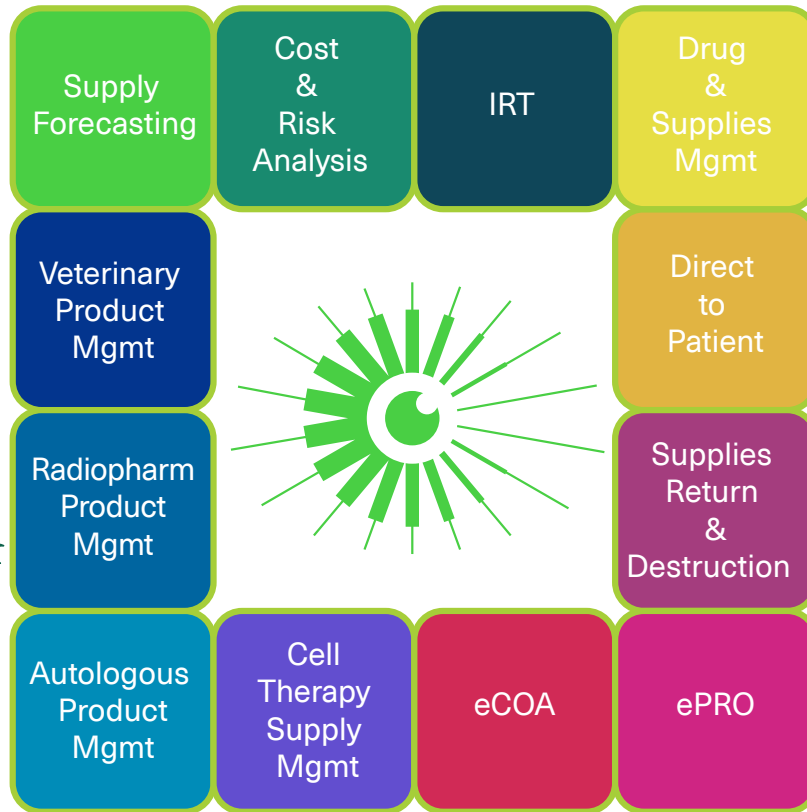 Supply
Forecasting
Cost
&
Risk
Analysis
IRT
Drug
&
Supplies
Mgmt
Veterinary
Product
Mgmt
Direct
to
Patient
Radiopharm
Product
Mgmt
Supplies
Return
&
Destruction
Autologous
Product
Mgmt
Cell
Therapy
Supply
Mgmt
eCOA
ePRO